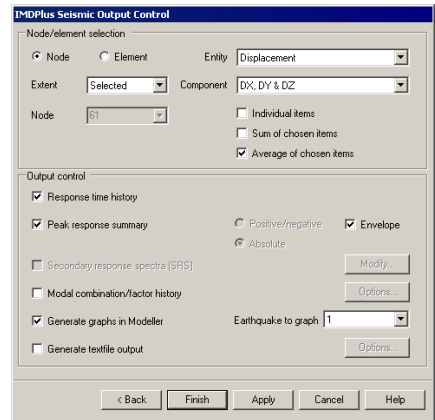 IMDPlus Seismic Output Control
Node/element selection
Node Element Entity Displacement
Extent Selected Component DX, DY & DZ
Node 61 Individual items
Sum of chosen items
Average of chosen items
Output control
Response time history
Peak response summary Positive/negative Envelope
Absolute
Secondary response spectra (SRS) Modify...
Modal combination/factor history Options...
Generate graphs in Modeller Earthquake to graph 1
Generate textfile output Options...
< Back Finish Apply Cancel Help